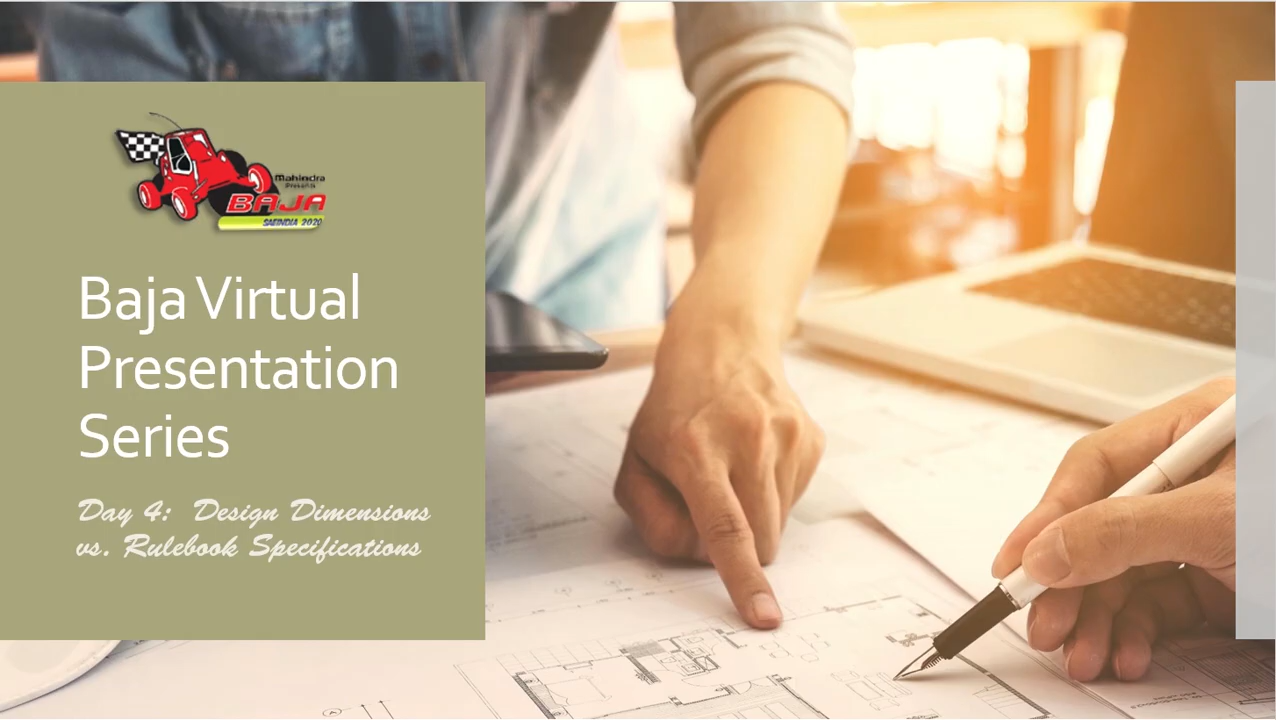 Mahindra
Presents
BAJA
SAEINDIA 2020
Baja Virtual
Presentation
Series
Day 4: Design Dimensions
vs. Rulebook Specifications